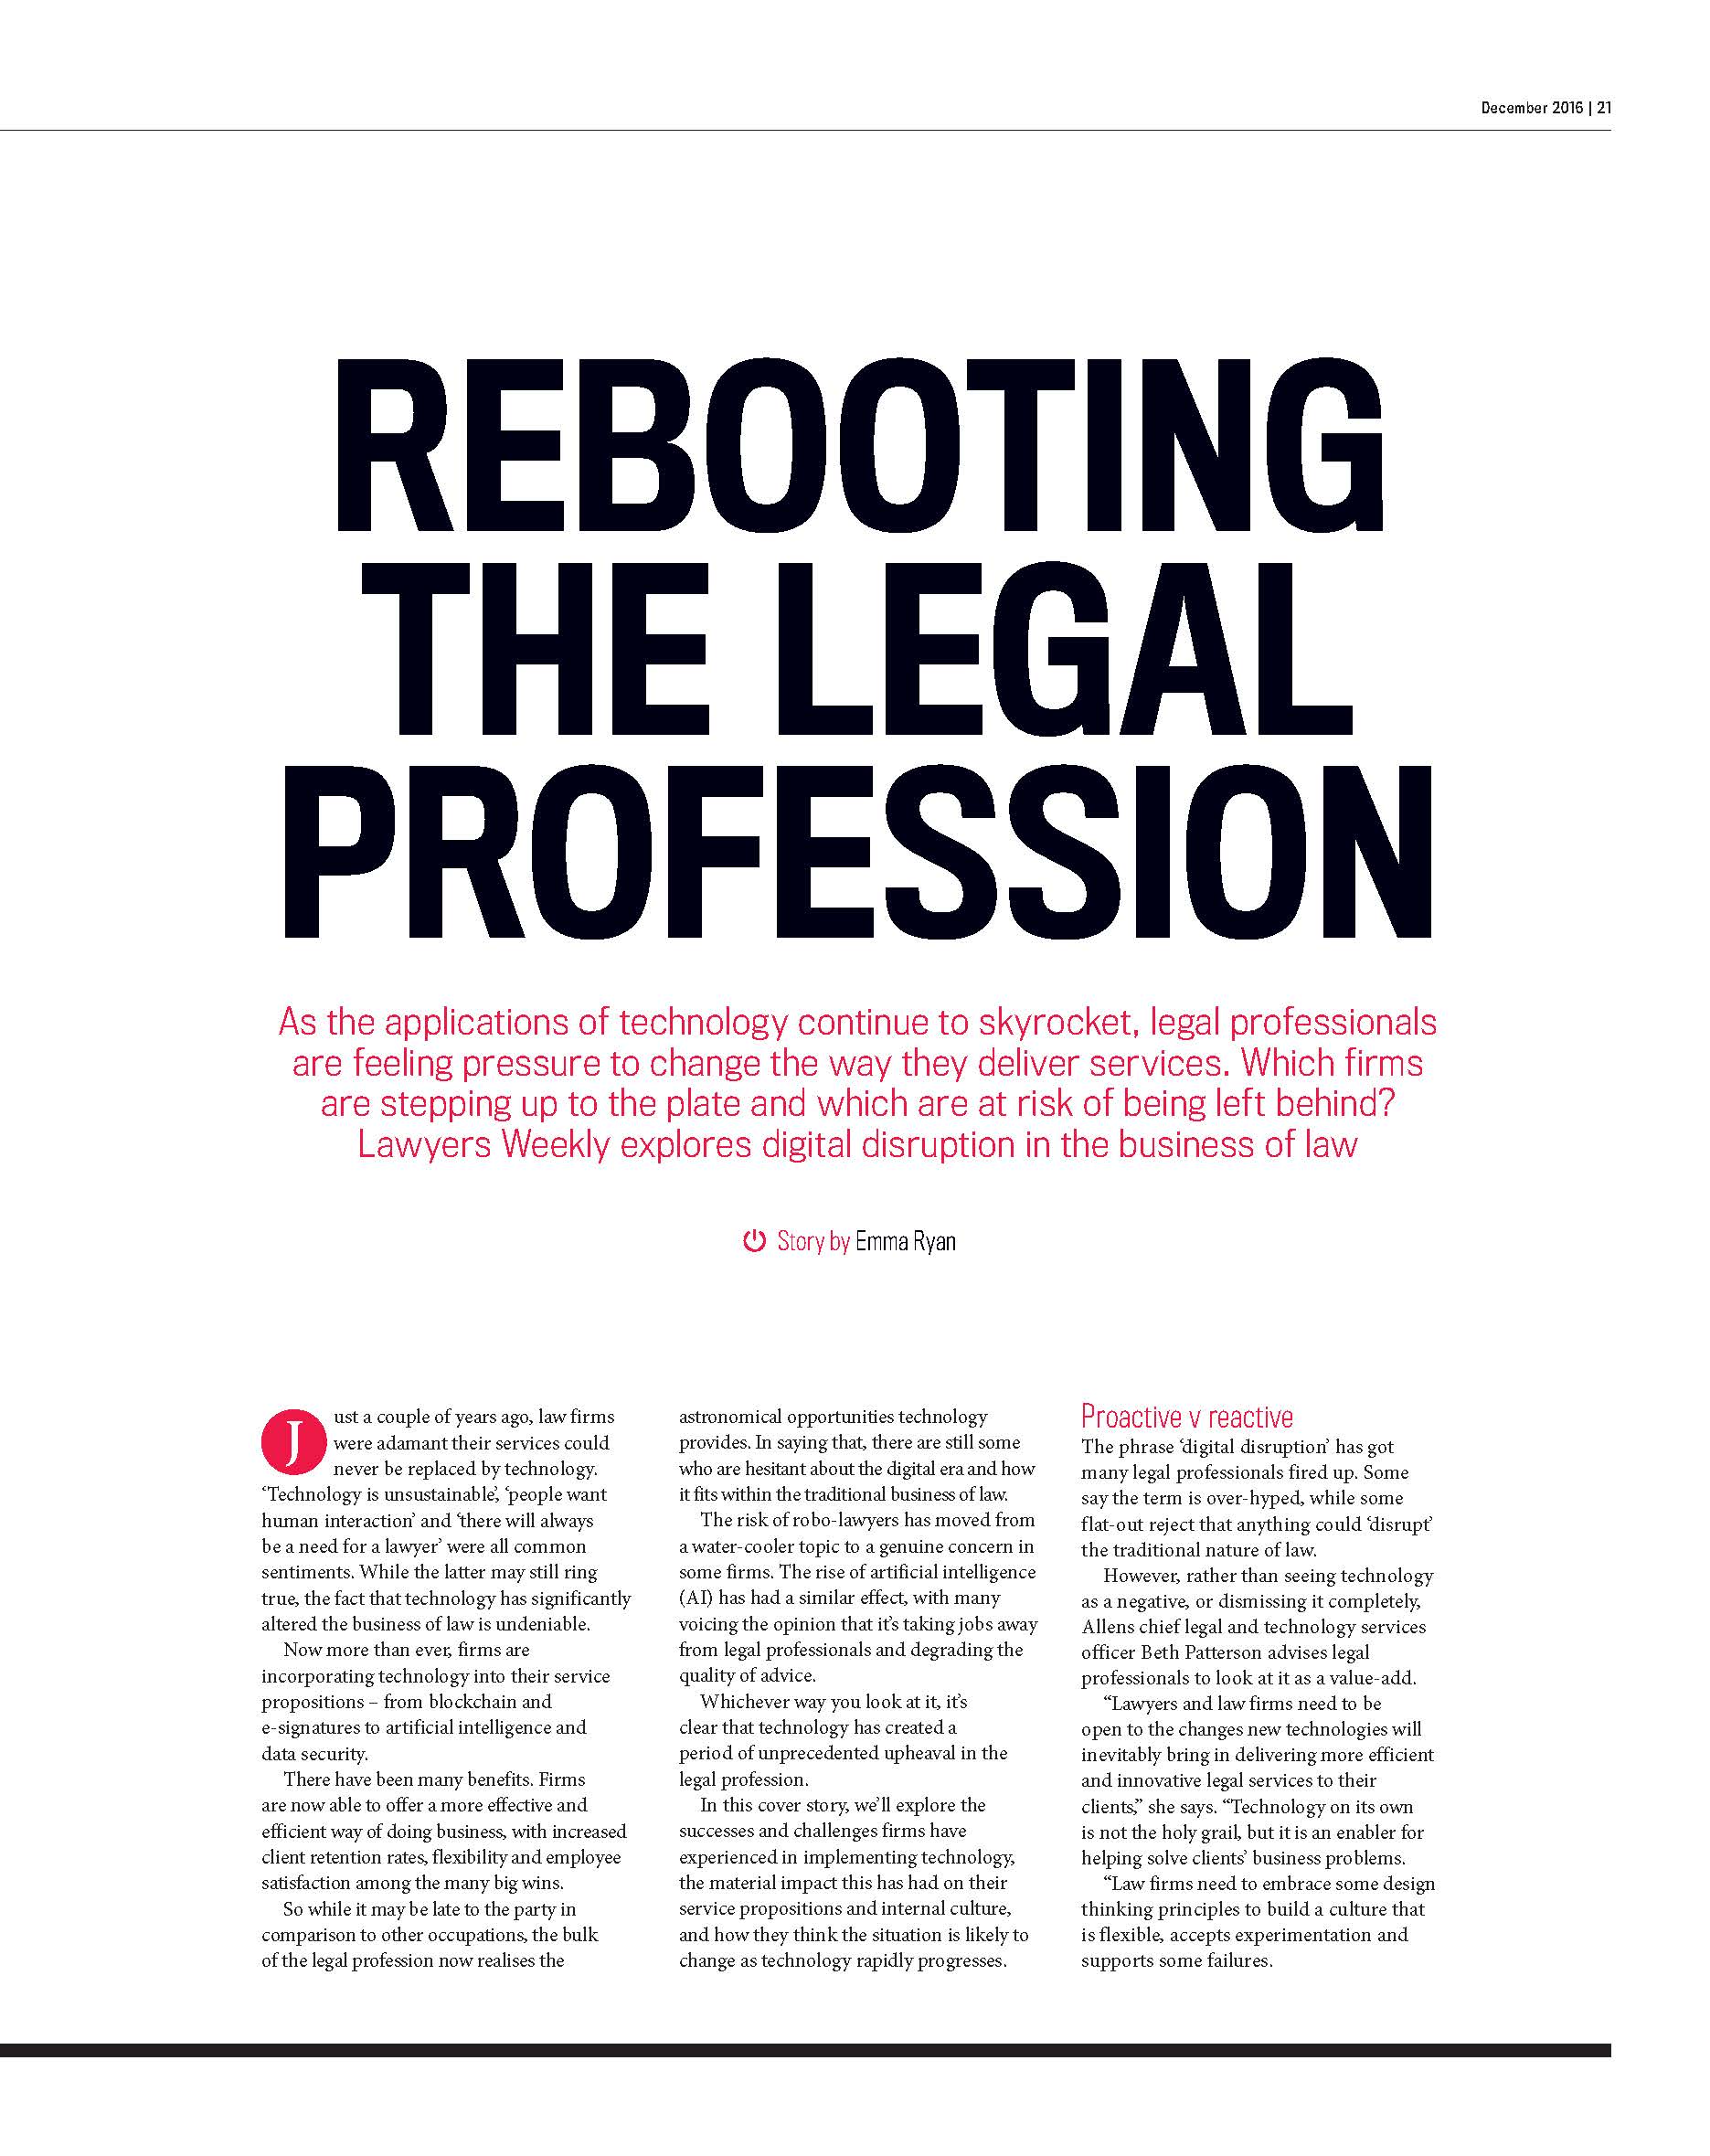 December 2016 | 21
REBOOTING
THE LEGAL
PROFESSION
As the applications of technology continue to skyrocket, legal professionals
are feeling pressure to change the way they deliver services. Which firms
are stepping up to the plate and which are at risk of being left behind?
Lawyers Weekly explores digital disruption in the business of law
Story by Emma Ryan
Just a couple of years ago, law firms
were adamant their services could
never be replaced by technology.
‘Technology is unsustainable’, ‘people want
human interaction’ and ‘there will always
be a need for a lawyer’ were all common
sentiments. While the latter may still ring
true, the fact that technology has significantly
altered the business of law is undeniable.
Now more than ever, firms are
incorporating technology into their service
propositions – from blockchain and
e-signatures to artificial intelligence and
data security.
There have been many benefits. Firms
are now able to offer a more effective and
efficient way of doing business, with increased
client retention rates, flexibility and employee
satisfaction among the many big wins.
So while it may be late to the party in
comparison to other occupations, the bulk
of the legal profession now realises the
astronomical opportunities technology
provides. In saying that, there are still some
who are hesitant about the digital era and how
it fits within the traditional business of law.
The risk of robo-lawyers has moved from
a water-cooler topic to a genuine concern in
some firms. The rise of artificial intelligence
(AI) has had a similar effect, with many
voicing the opinion that it’s taking jobs away
from legal professionals and degrading the
quality of advice.
Whichever way you look at it, it’s
clear that technology has created a
period of unprecedented upheaval in the
legal profession.
In this cover story, we’ll explore the
successes and challenges firms have
experienced in implementing technology,
the material impact this has had on their
service propositions and internal culture,
and how they think the situation is likely to
change as technology rapidly progresses.
Proactive v reactive
The phrase ‘digital disruption’ has got
many legal professionals fired up. Some
say the term is over-hyped, while some
flat-out reject that anything could ‘disrupt’
the traditional nature of law.
However, rather than seeing technology
as a negative, or dismissing it completely,
Allens chief legal and technology services
officer Beth Patterson advises legal
professionals to look at it as a value-add.
“Lawyers and law firms need to be
open to the changes new technologies will
inevitably bring in delivering more efficient
and innovative legal services to their
clients,” she says. “Technology on its own
is not the holy grail, but it is an enabler for
helping solve clients’ business problems.
“Law firms need to embrace some design
thinking principles to build a culture that
is flexible, accepts experimentation and
supports some failures.